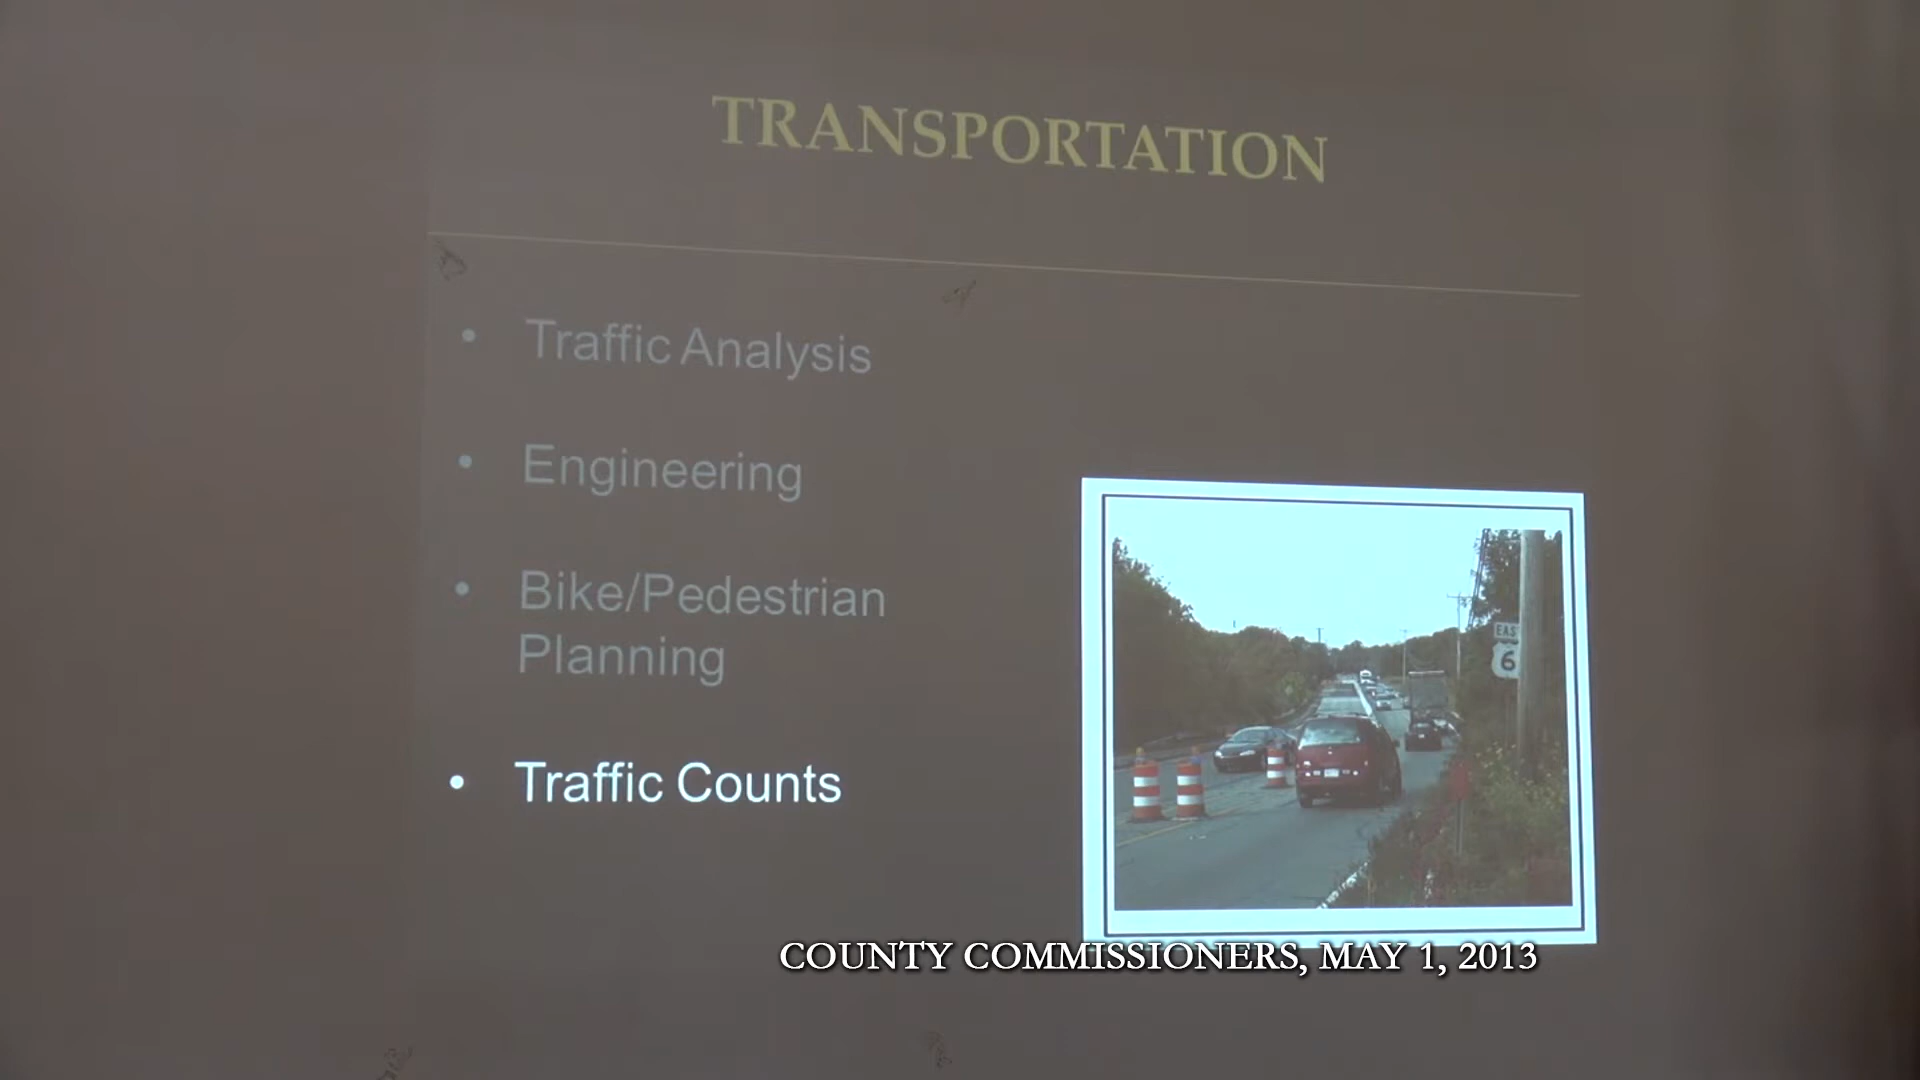 TRANSPORTATION
• Traffic Analysis
• Engineering
• Bike/Pedestrian
Planning
• Traffic Counts
EAST
6
COUNTY COMMISSIONERS, MAY 1, 2013